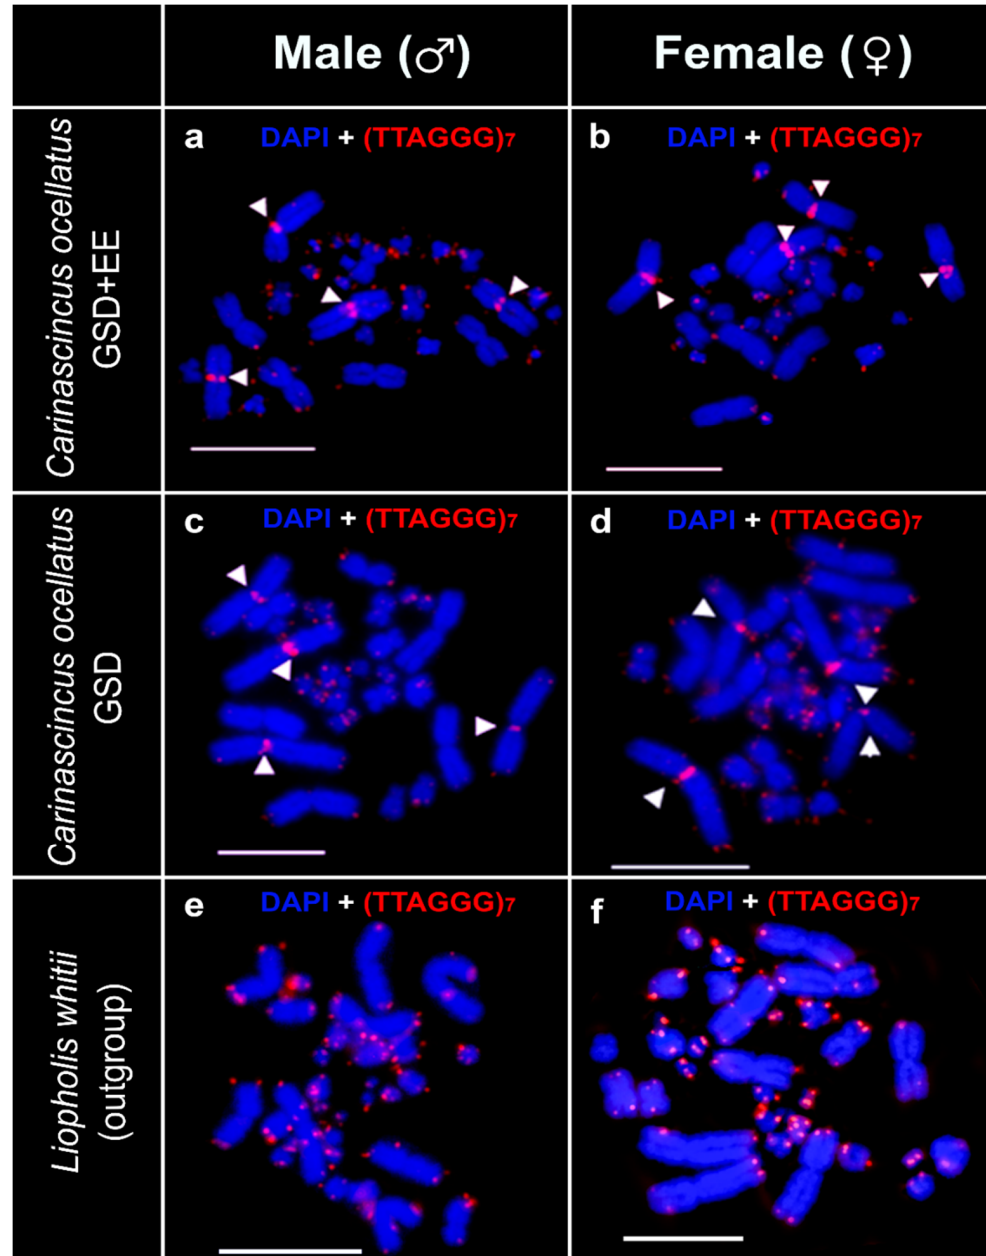 Male (♂)
Female (♀)
Carinascincus ocellatus
GSD+EE
a
DAPI + (TTAGGG)₇
b
DAPI + (TTAGGG)₇
Carinascincus ocellatus
GSD
c
DAPI + (TTAGGG)₇
d
DAPI + (TTAGGG)₇
Liopholis whitii
(outgroup)
e
DAPI + (TTAGGG)₇
f
DAPI + (TTAGGG)₇